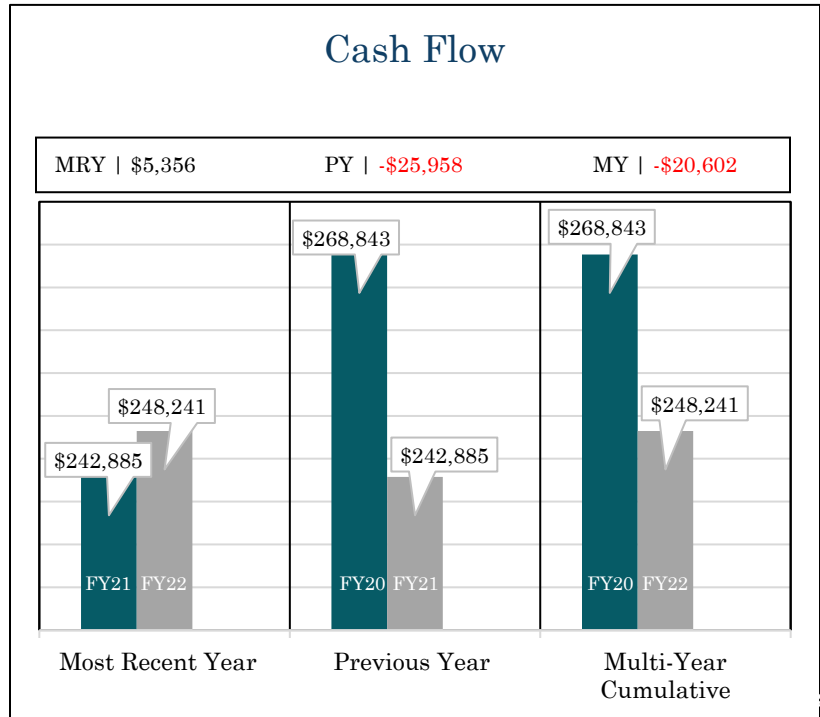 Cash Flow
MRY | $5,356 PY | -$25,958 MY | -$20,602
$268,843 $268,843
$248,241 $248,241
$242,885 $242,885
FY21 FY22 FY20 FY21 FY20 FY22
Most Recent Year Previous Year Multi-Year
Cumulative